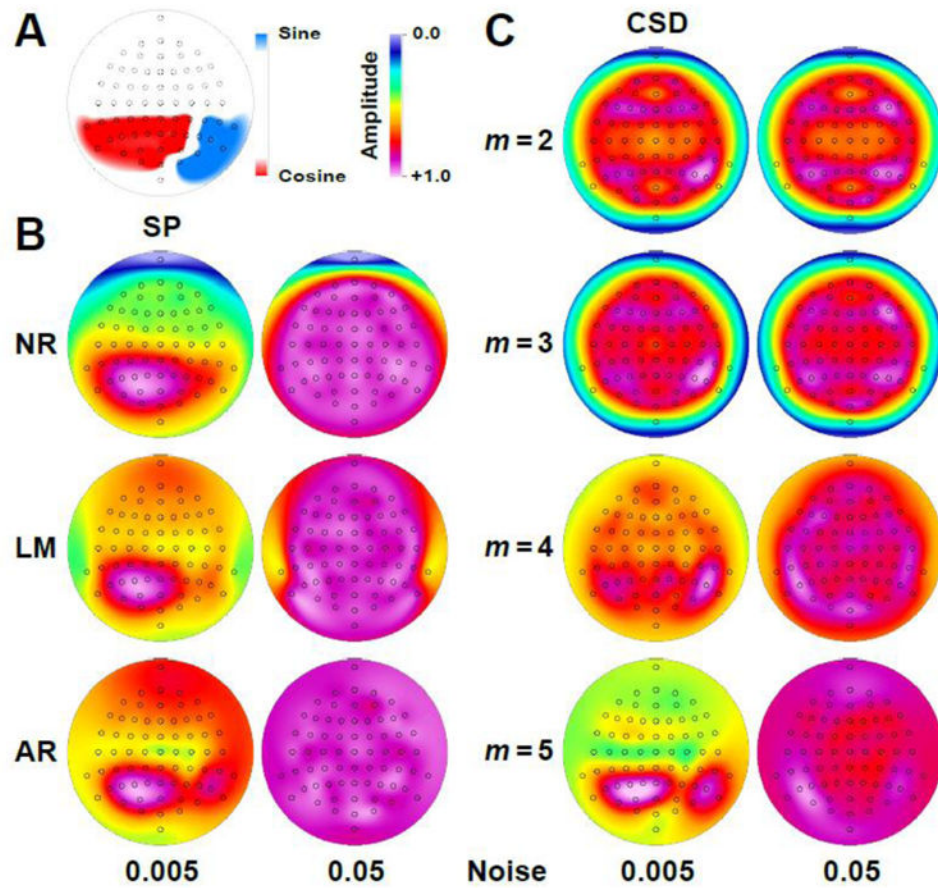 A
Sine
Cosine
Amplitude
0.0
+1.0
C
CSD
m = 2
B
SP
NR
m = 3
LM
m = 4
AR
m = 5
0.005
0.05
Noise
0.005
0.05